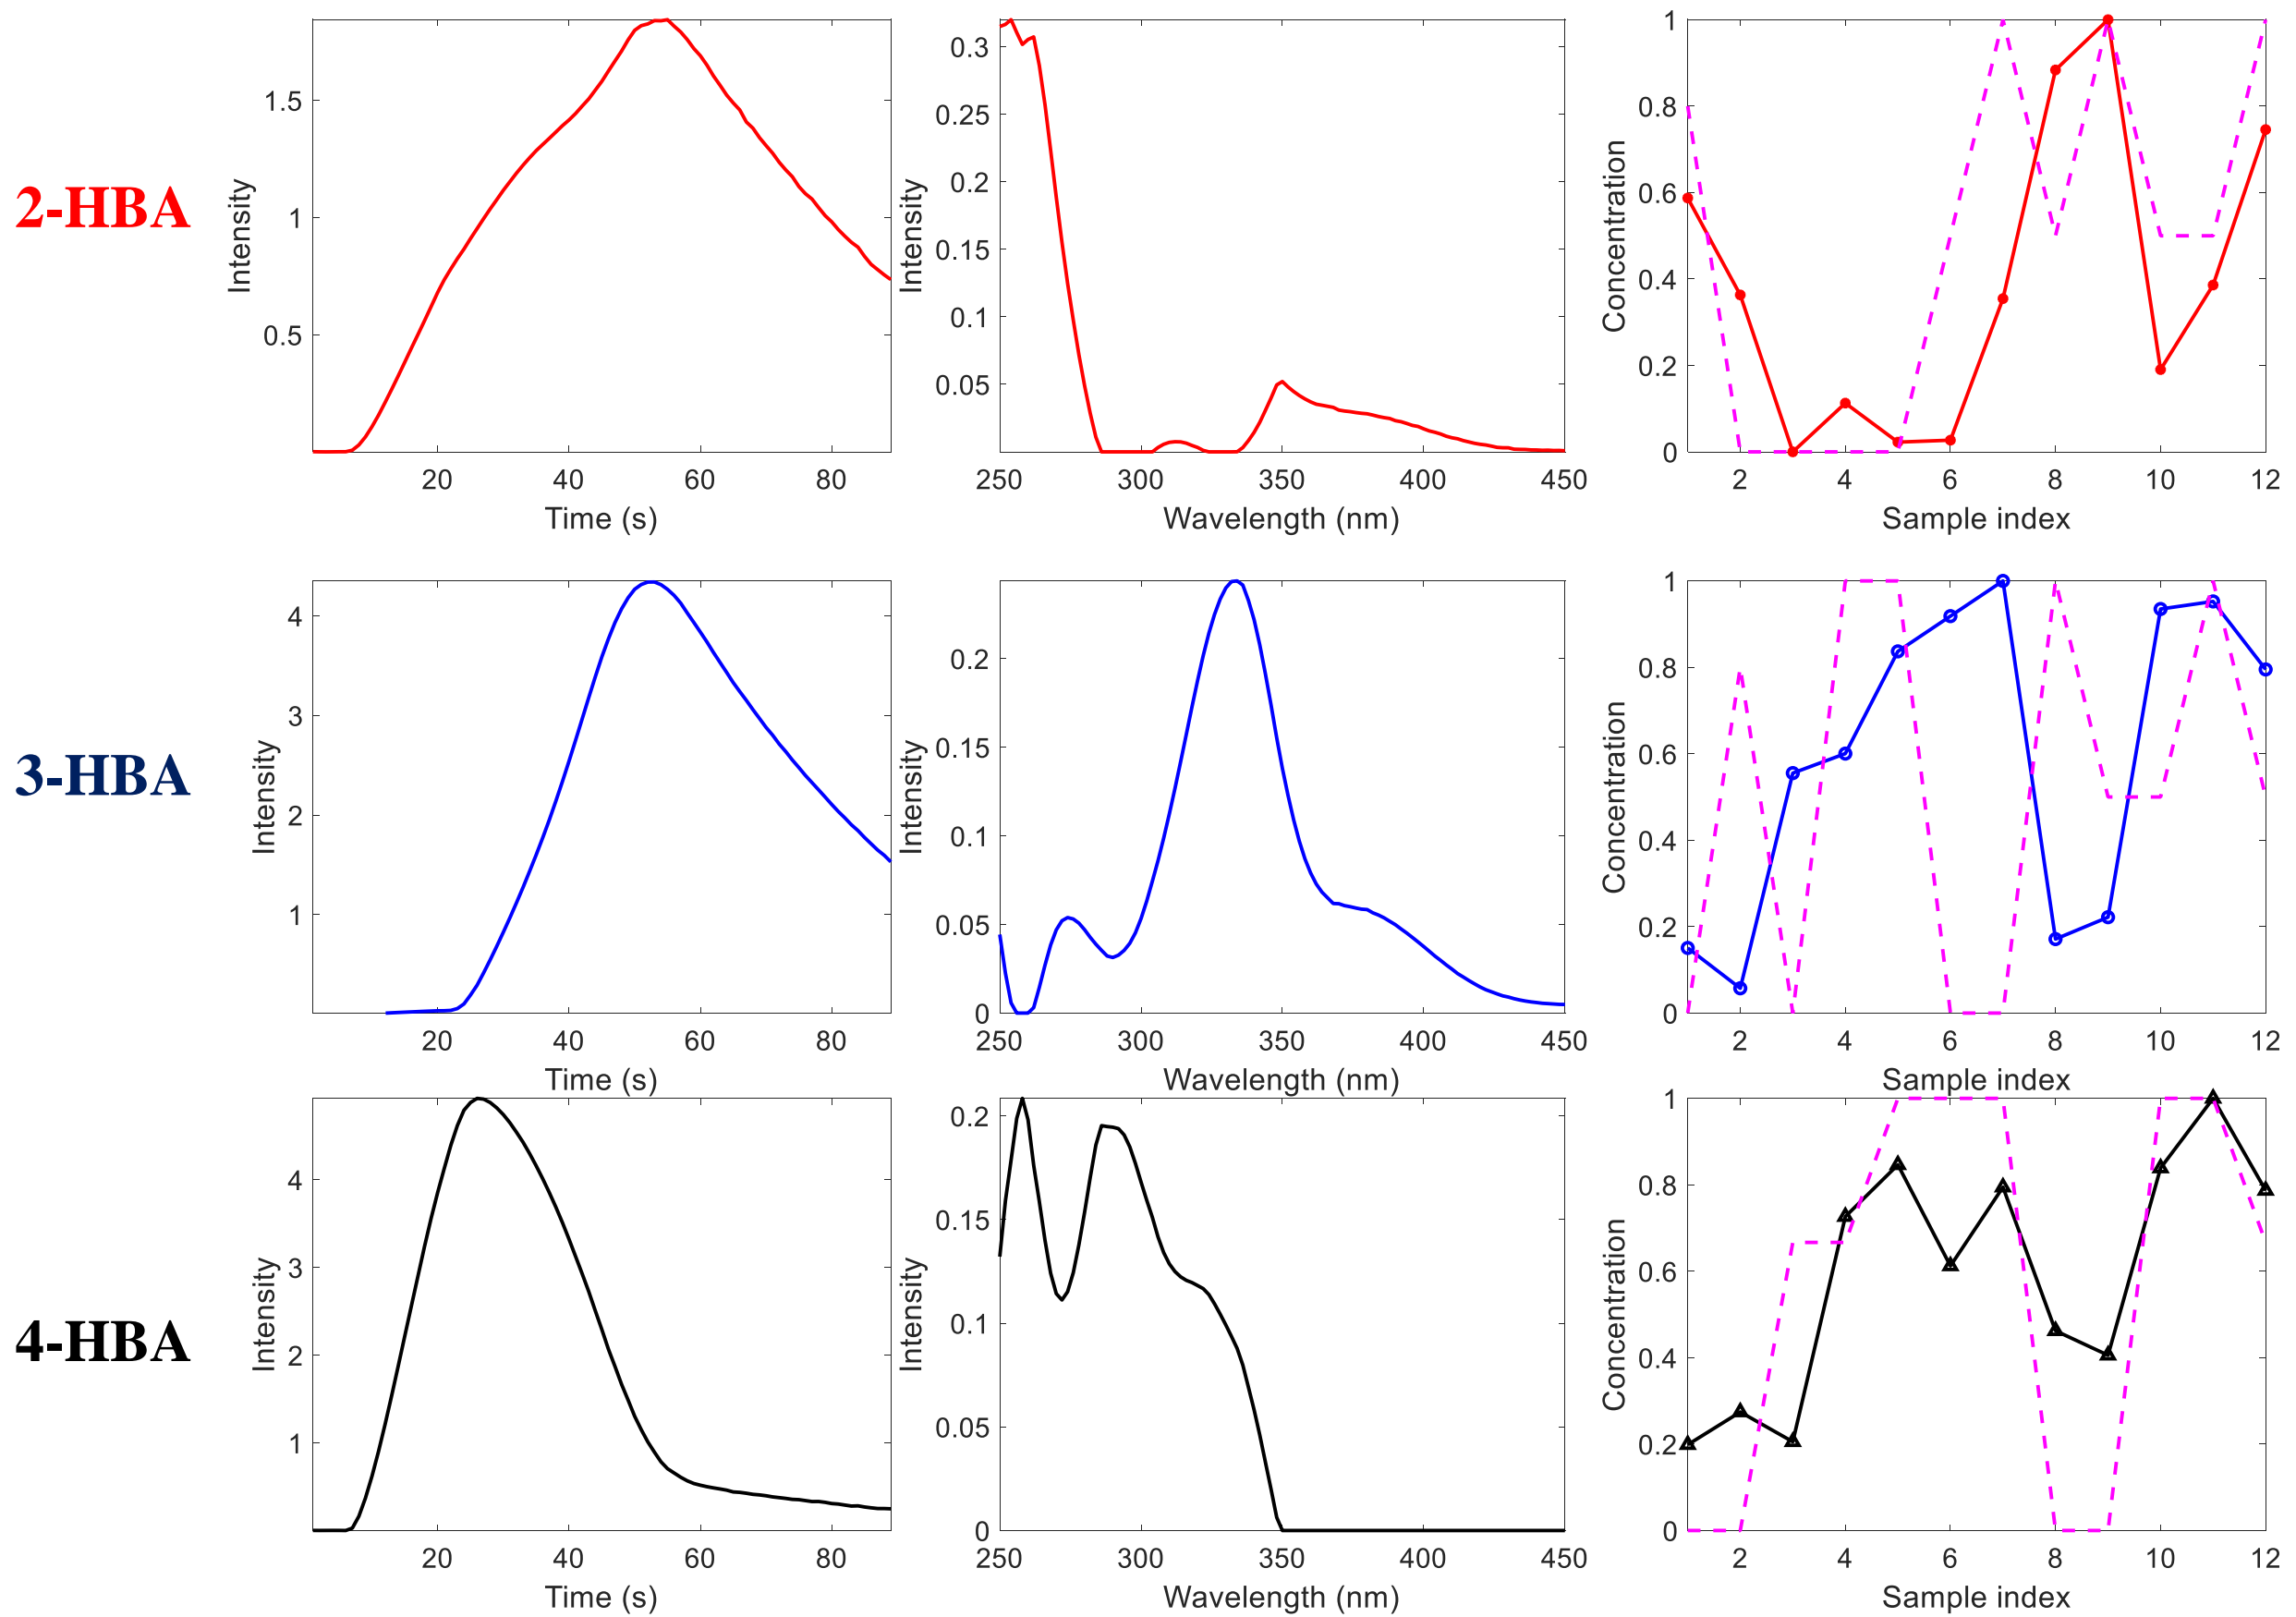 2-HBA
Intensity
1.5
1
0.5
20 40 60 80
Time (s)
Intensity
0.3
0.25
0.2
0.15
0.1
0.05
250 300 350 400 450
Wavelength (nm)
Concentration
1
0.8
0.6
0.4
0.2
0
2 4 6 8 10 12
Sample index
3-HBA
Intensity
4
3
2
1
20 40 60 80
Time (s)
Intensity
0.2
0.15
0.1
0.05
0
250 300 350 400 450
Wavelength (nm)
Concentration
1
0.8
0.6
0.4
0.2
0
2 4 6 8 10 12
Sample index
4-HBA
Intensity
4
3
2
1
20 40 60 80
Time (s)
Intensity
0.2
0.15
0.1
0.05
0
250 300 350 400 450
Wavelength (nm)
Concentration
1
0.8
0.6
0.4
0.2
0
2 4 6 8 10 12
Sample index